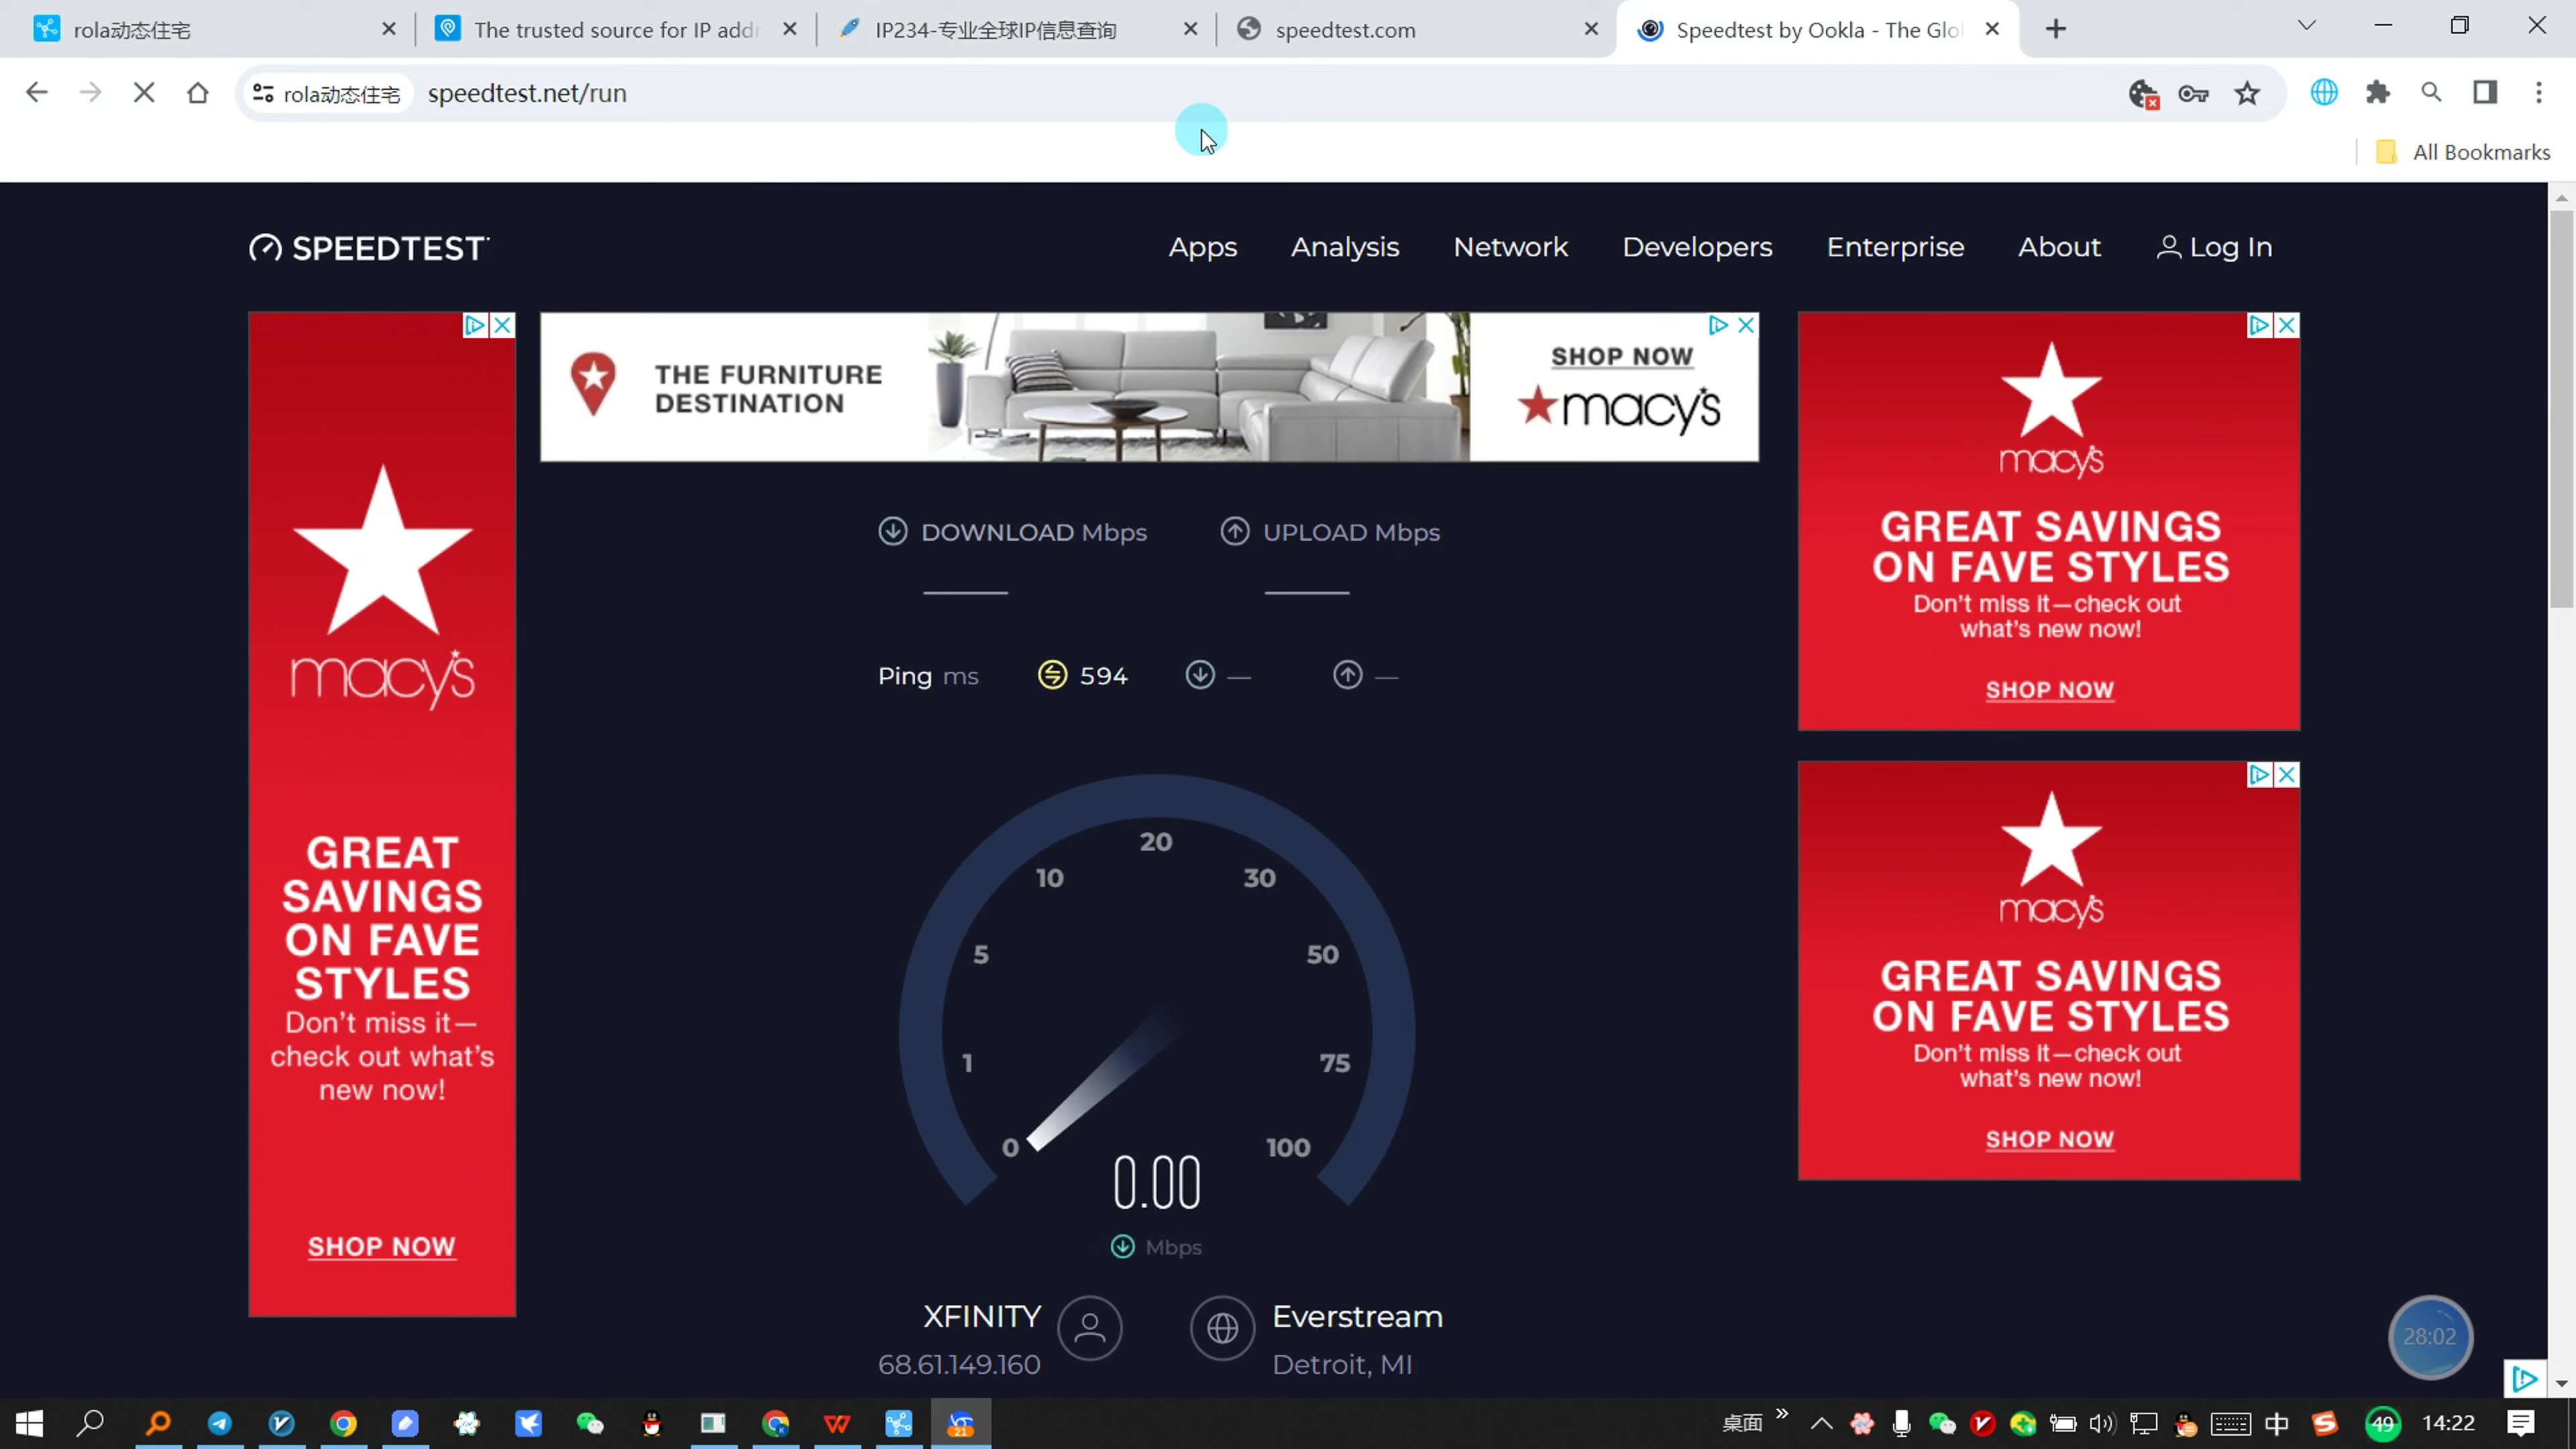 rola动态住宅
The trusted source for IP addr
IP234-专业全球IP信息查询
speedtest.com
Speedtest by Ookla - The Glo
rola动态住宅
speedtest.net/run
All Bookmarks
SPEEDTEST
Apps
Analysis
Network
Developers
Enterprise
About
Log In
THE FURNITURE
DESTINATION
SHOP NOW
macy's
macy's
GREAT
SAVINGS
ON FAVE
STYLES
Don't miss it—
check out what's
new now!
SHOP NOW
DOWNLOAD Mbps
UPLOAD Mbps
Ping ms
594
—
—
20
10
30
5
50
1
75
0
100
0.00
Mbps
XFINITY
68.61.149.160
Everstream
Detroit, MI
macy's
GREAT SAVINGS
ON FAVE STYLES
Don't miss it—check out
what's new now!
SHOP NOW
macy's
GREAT SAVINGS
ON FAVE STYLES
Don't miss it—check out
what's new now!
SHOP NOW
28:02
21
桌面
中
49
14:22